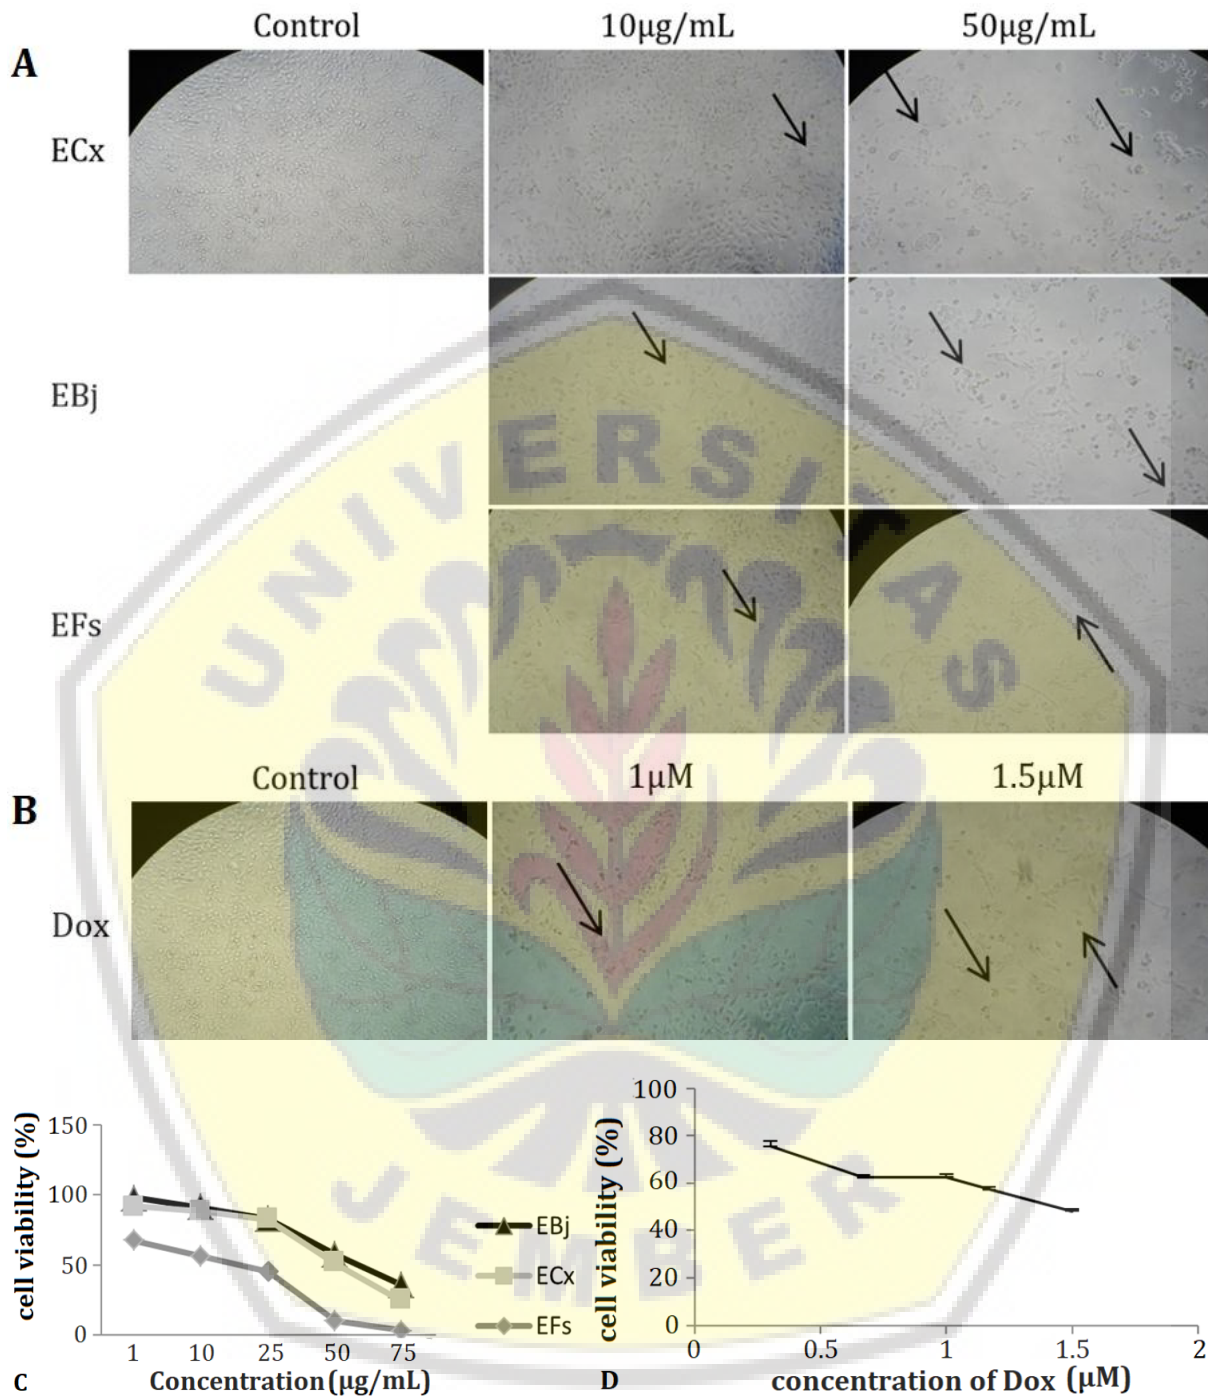 Control 10µg/mL 50µg/mL
A
ECx
EBj
EFs
UNIVERSITAS
Control 1µM 1.5µM
B
Dox
JEMBER
cell viability (%)
150
100
50
0
1 10 25 50 75
Concentration (µg/mL)
C
EBj
ECx
EFs
cell viability (%)
100
80
60
40
20
0
0 0.5 1 1.5 2
D
concentration of Dox (µM)